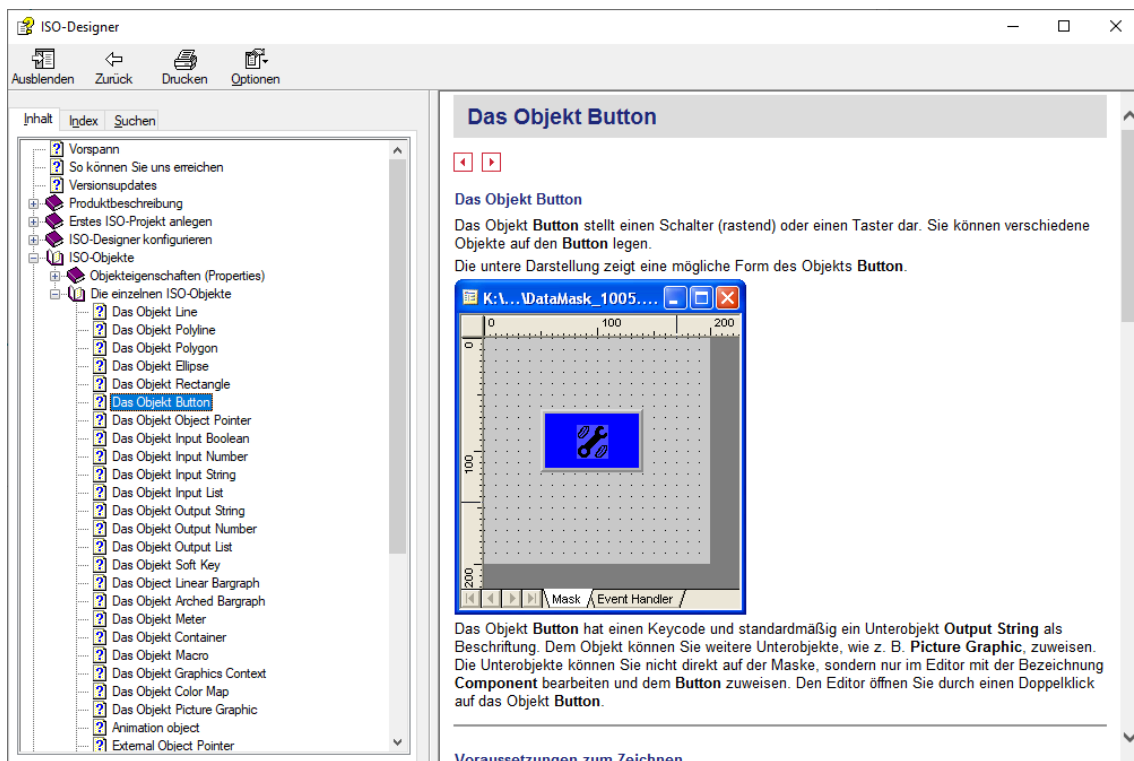 ISO-Designer
Ausblenden Zurück Drucken Optionen
Inhalt Index Suchen
Vorspann
So können Sie uns erreichen
Versionsupdates
Produktbeschreibung
Erstes ISO-Projekt anlegen
ISO-Designer konfigurieren
ISO-Objekte
Objekteigenschaften (Properties)
Die einzelnen ISO-Objekte
Das Objekt Line
Das Objekt Polyline
Das Objekt Polygon
Das Objekt Ellipse
Das Objekt Rectangle
Das Objekt Button
Das Objekt Object Pointer
Das Objekt Input Boolean
Das Objekt Input Number
Das Objekt Input String
Das Objekt Input List
Das Objekt Output String
Das Objekt Output Number
Das Objekt Output List
Das Objekt Soft Key
Das Object Linear Bargraph
Das Objekt Arched Bargraph
Das Objekt Meter
Das Objekt Container
Das Objekt Macro
Das Objekt Graphics Context
Das Objekt Color Map
Das Objekt Picture Graphic
Animation object
External Object Pointer
Das Objekt Button
Das Objekt Button
Das Objekt Button stellt einen Schalter (rastend) oder einen Taster dar. Sie können verschiedene
Objekte auf den Button legen.
Die untere Darstellung zeigt eine mögliche Form des Objekts Button.
K:\...\DataMask_1005....
0 100 200
0
100
200
Mask Event Handler
Das Objekt Button hat einen Keycode und standardmäßig ein Unterobjekt Output String als
Beschriftung. Dem Objekt können Sie weitere Unterobjekte, wie z. B. Picture Graphic, zuweisen.
Die Unterobjekte können Sie nicht direkt auf der Maske, sondern nur im Editor mit der Bezeichnung
Component bearbeiten und dem Button zuweisen. Den Editor öffnen Sie durch einen Doppelklick
auf das Objekt Button.
Voraussetzungen zum Zeichnen